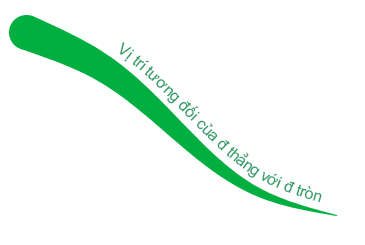 Vị trí tương đối của đ thẳng với đ tròn